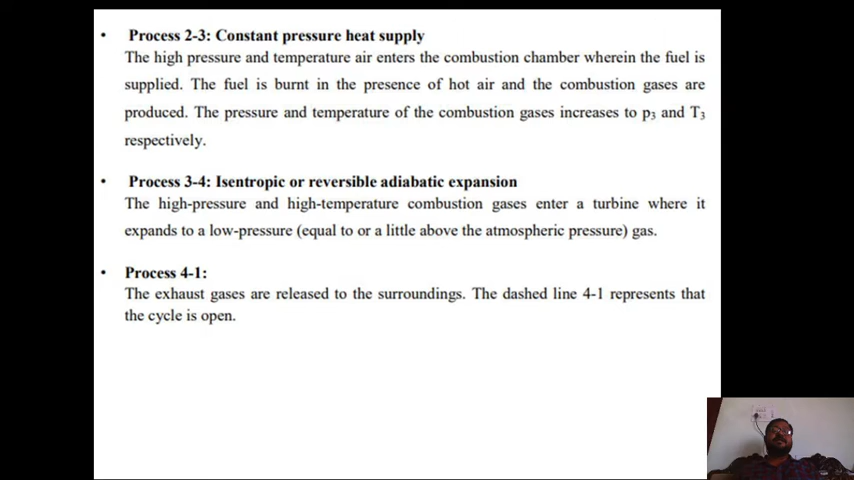 • Process 2-3: Constant pressure heat supply
The high pressure and temperature air enters the combustion chamber wherein the fuel is
supplied. The fuel is burnt in the presence of hot air and the combustion gases are
produced. The pressure and temperature of the combustion gases increases to p₃ and T₃
respectively.
• Process 3-4: Isentropic or reversible adiabatic expansion
The high-pressure and high-temperature combustion gases enter a turbine where it
expands to a low-pressure (equal to or a little above the atmospheric pressure) gas.
• Process 4-1:
The exhaust gases are released to the surroundings. The dashed line 4-1 represents that
the cycle is open.